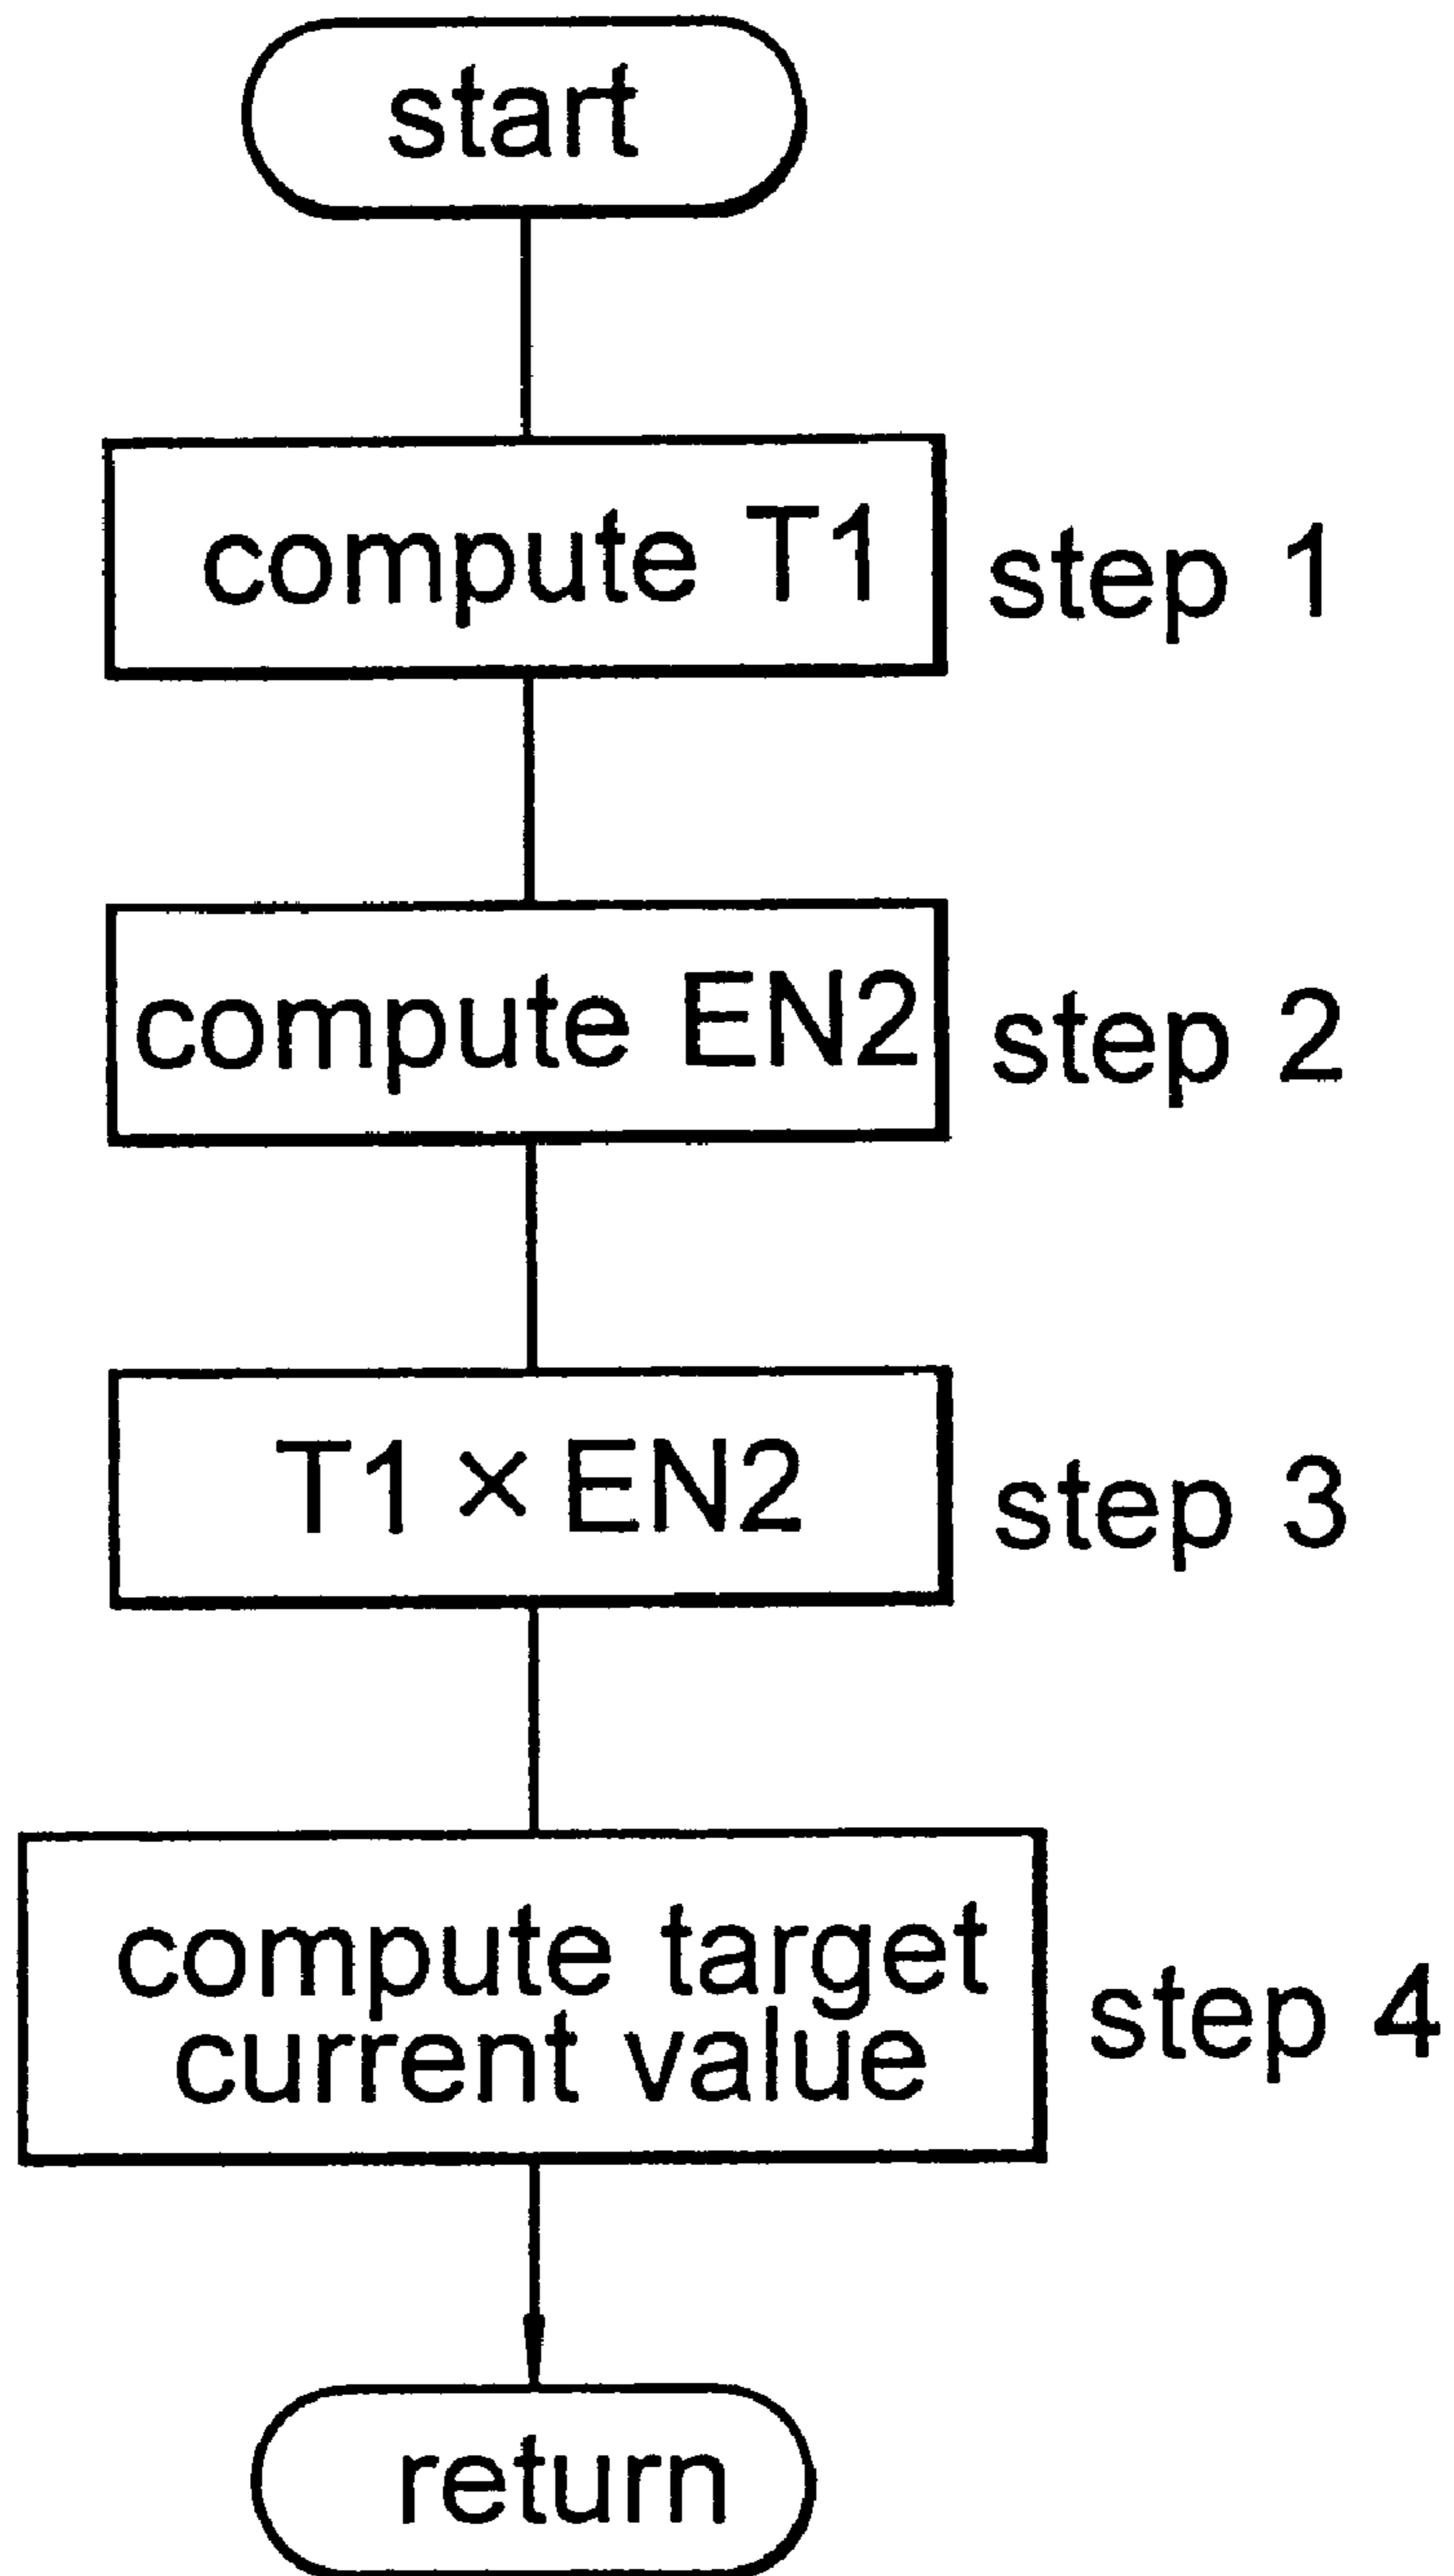 start
compute T1 step 1
compute EN2 step 2
T1 × EN2 step 3
compute target
current value
step 4
return